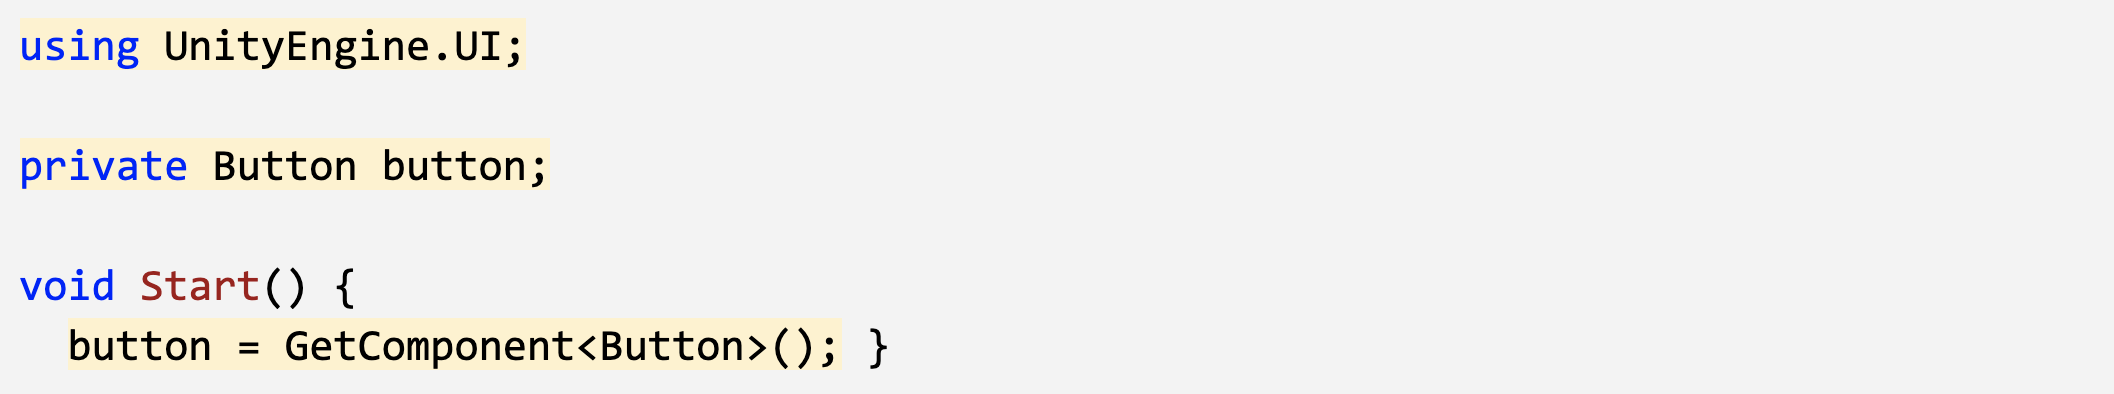 using UnityEngine.UI;
private Button button;
void Start() {
button = GetComponent<Button>(); }